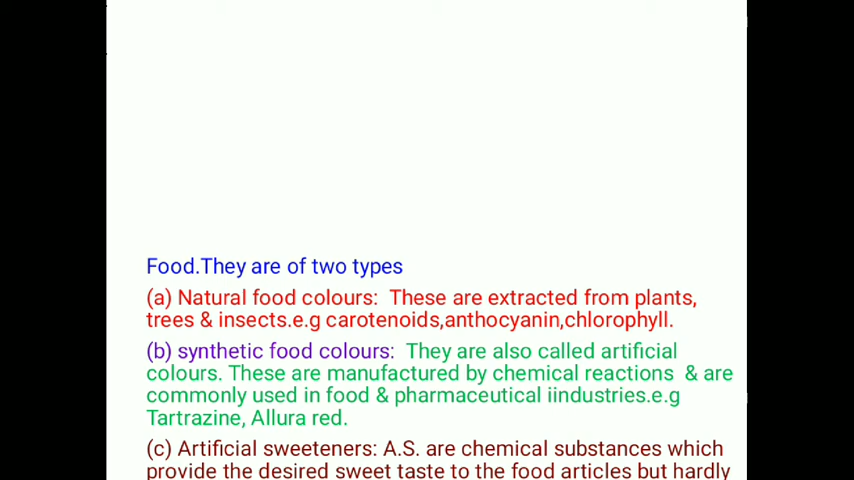 Food.They are of two types
(a) Natural food colours:  These are extracted from plants,
trees & insects.e.g carotenoids,anthocyanin,chlorophyll.
(b) synthetic food colours:  They are also called artificial
colours. These are manufactured by chemical reactions  & are
commonly used in food & pharmaceutical iindustries.e.g
Tartrazine, Allura red.
(c) Artificial sweeteners: A.S. are chemical substances which
provide the desired sweet taste to the food articles but hardly